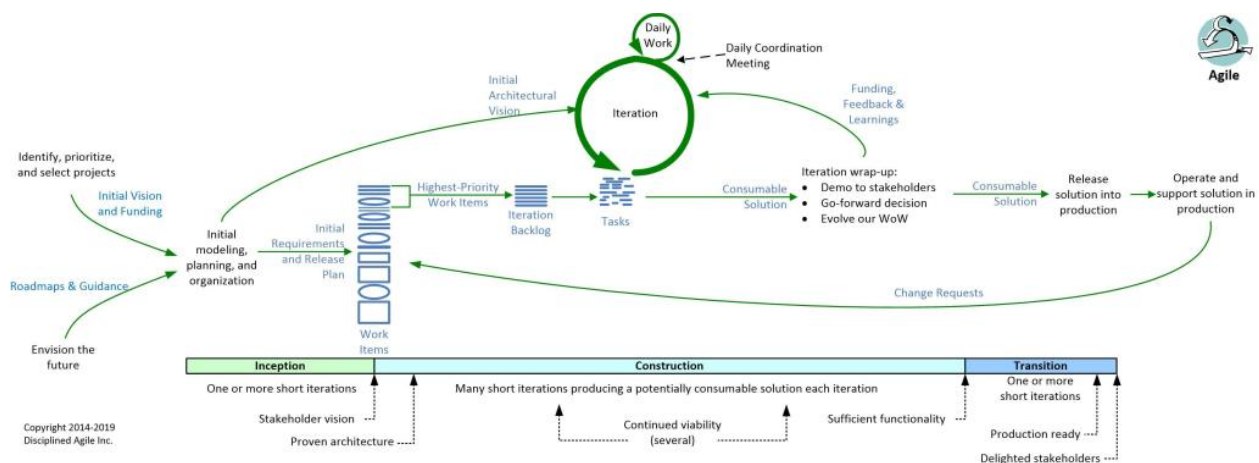 Daily
Work
Daily Coordination
Meeting
Agile
Initial
Architectural
Vision
Iteration
Funding,
Feedback &
Learnings
Identify, prioritize,
and select projects
Initial Vision
and Funding
Highest-Priority
Work Items
Iteration
Backlog
Tasks
Consumable
Solution
Iteration wrap-up:
• Demo to stakeholders
• Go-forward decision
• Evolve our WoW
Consumable
Solution
Release
solution into
production
Operate and
support solution in
production
Initial
modeling,
planning, and
organization
Initial
Requirements
and Release
Plan
Roadmaps & Guidance
Change Requests
Envision the
future
Work
Items
Inception
Construction
Transition
One or more short iterations
Many short iterations producing a potentially consumable solution each iteration
One or more
short iterations
Stakeholder vision
Proven architecture
Continued viability
(several)
Sufficient functionality
Production ready
Delighted stakeholders
Copyright 2014-2019
Disciplined Agile Inc.